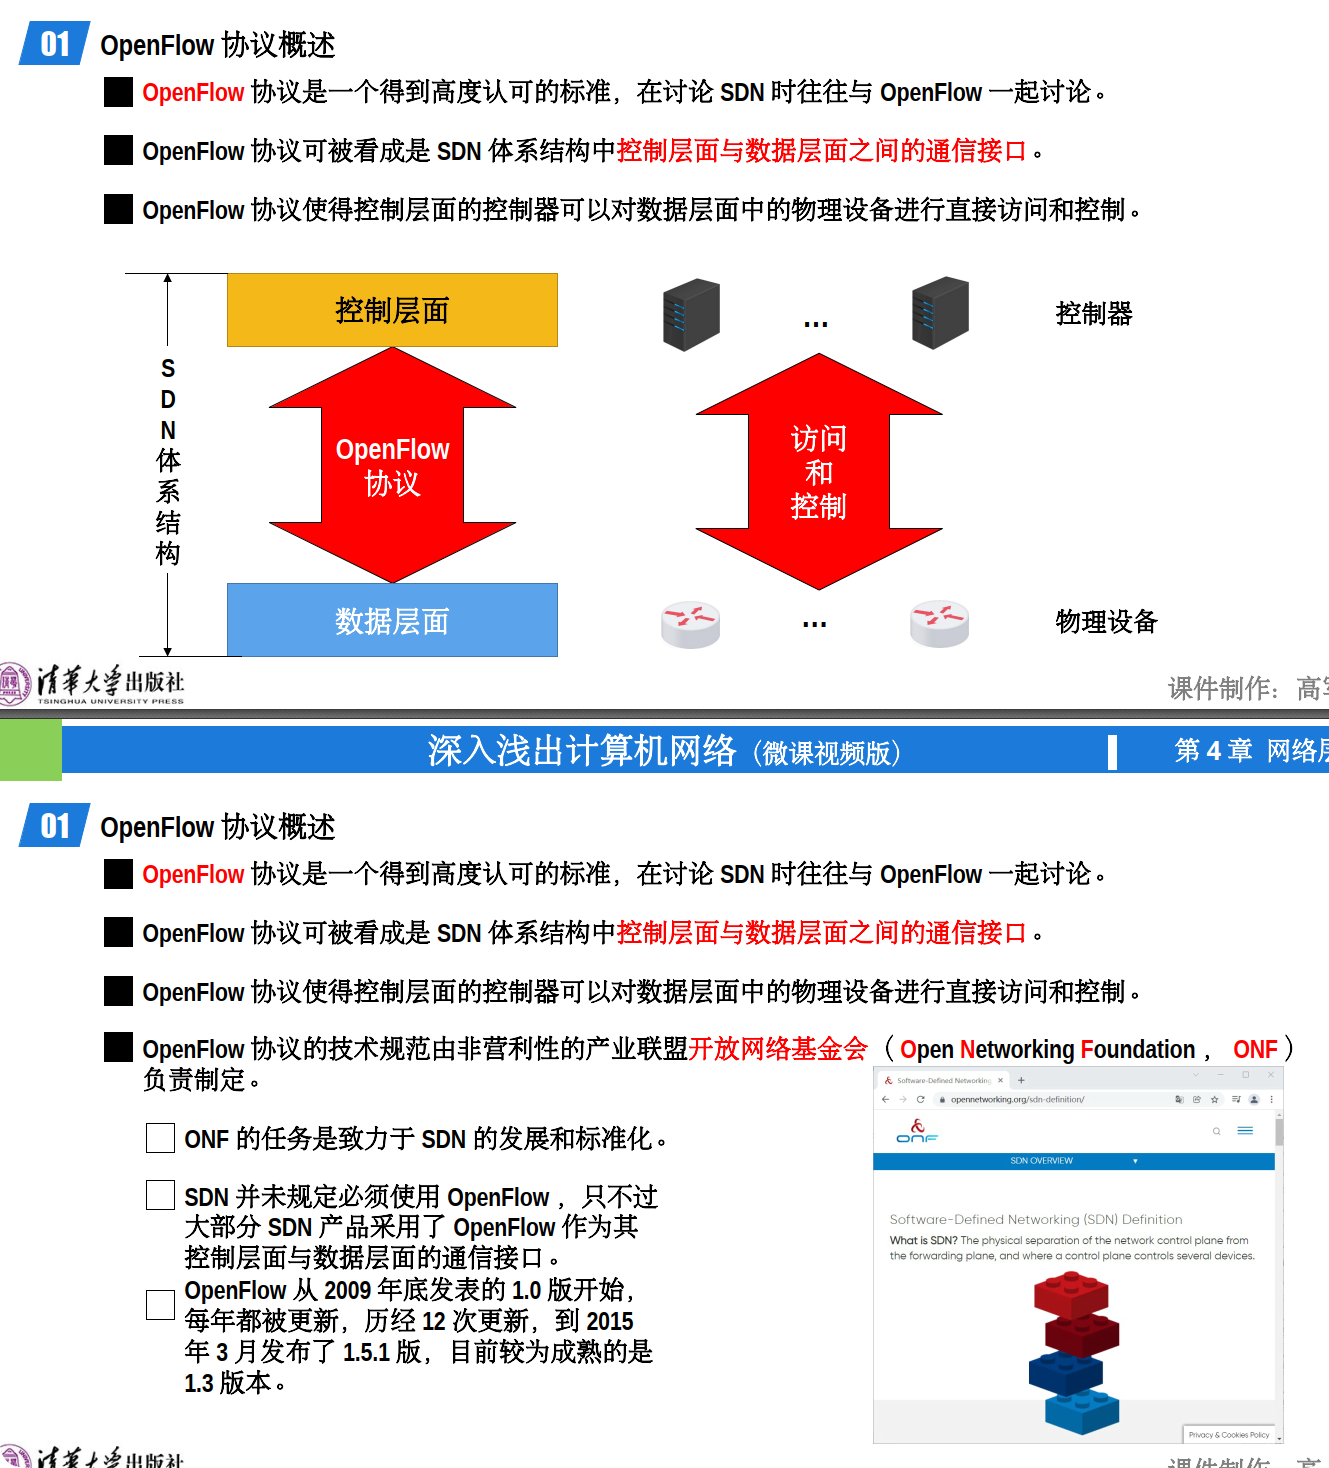 01 OpenFlow 协议概述
OpenFlow 协议是一个得到高度认可的标准，在讨论 SDN 时往往与 OpenFlow 一起讨论。
OpenFlow 协议可被看成是 SDN 体系结构中控制层面与数据层面之间的通信接口。
OpenFlow 协议使得控制层面的控制器可以对数据层面中的物理设备进行直接访问和控制。
控制层面
...
控制器
S
D
N
体
系
结
构
OpenFlow
协议
访问
和
控制
数据层面
...
物理设备
清华大学出版社
TSINGHUA UNIVERSITY PRESS
课件制作：高
深入浅出计算机网络（微课视频版）
第 4 章 网络层
01 OpenFlow 协议概述
OpenFlow 协议是一个得到高度认可的标准，在讨论 SDN 时往往与 OpenFlow 一起讨论。
OpenFlow 协议可被看成是 SDN 体系结构中控制层面与数据层面之间的通信接口。
OpenFlow 协议使得控制层面的控制器可以对数据层面中的物理设备进行直接访问和控制。
OpenFlow 协议的技术规范由非营利性的产业联盟开放网络基金会（Open Networking Foundation，ONF）
负责制定。
ONF 的任务是致力于 SDN 的发展和标准化。
SDN 并未规定必须使用 OpenFlow，只不过
大部分 SDN 产品采用了 OpenFlow 作为其
控制层面与数据层面的通信接口。
OpenFlow 从 2009 年底发表的 1.0 版开始，
每年都被更新，历经 12 次更新，到 2015
年 3 月发布了 1.5.1 版，目前较为成熟的是
1.3 版本。
Software-Defined Networking
opennetworking.org/sdn-definition/
ONF
SDN OVERVIEW
Software-Defined Networking (SDN) Definition
What is SDN? The physical separation of the network control plane from
the forwarding plane, and where a control plane controls several devices.
Privacy & Cookies Policy
清华大学出版社
课件制作：高